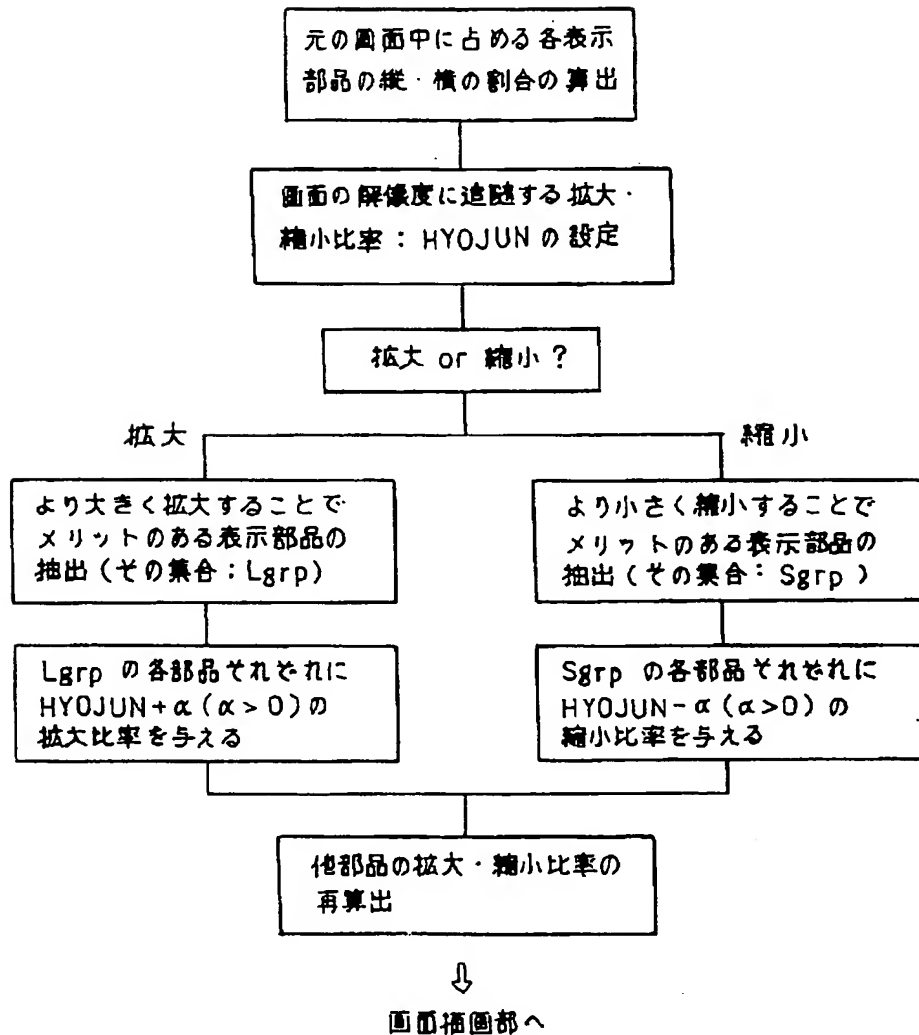 元の画面中に占める各表示
部品の縦・横の割合の算出
画面の解像度に追随する拡大・
縮小比率：HYOJUNの設定
拡大 or 縮小？
拡大
縮小
より大きく拡大することで
メリットのある表示部品の
抽出（その集合；Lgrp）
より小さく縮小することで
メリットのある表示部品の
抽出（その集合：Sgrp）
Lgrp の各部品それぞれに
HYOJUN+α（α>0）の
拡大比率を与える
Sgrp の各部品それぞれに
HYOJUN-α（α>0）の
縮小比率を与える
他部品の拡大・縮小比率の
再算出
画面描画部へ